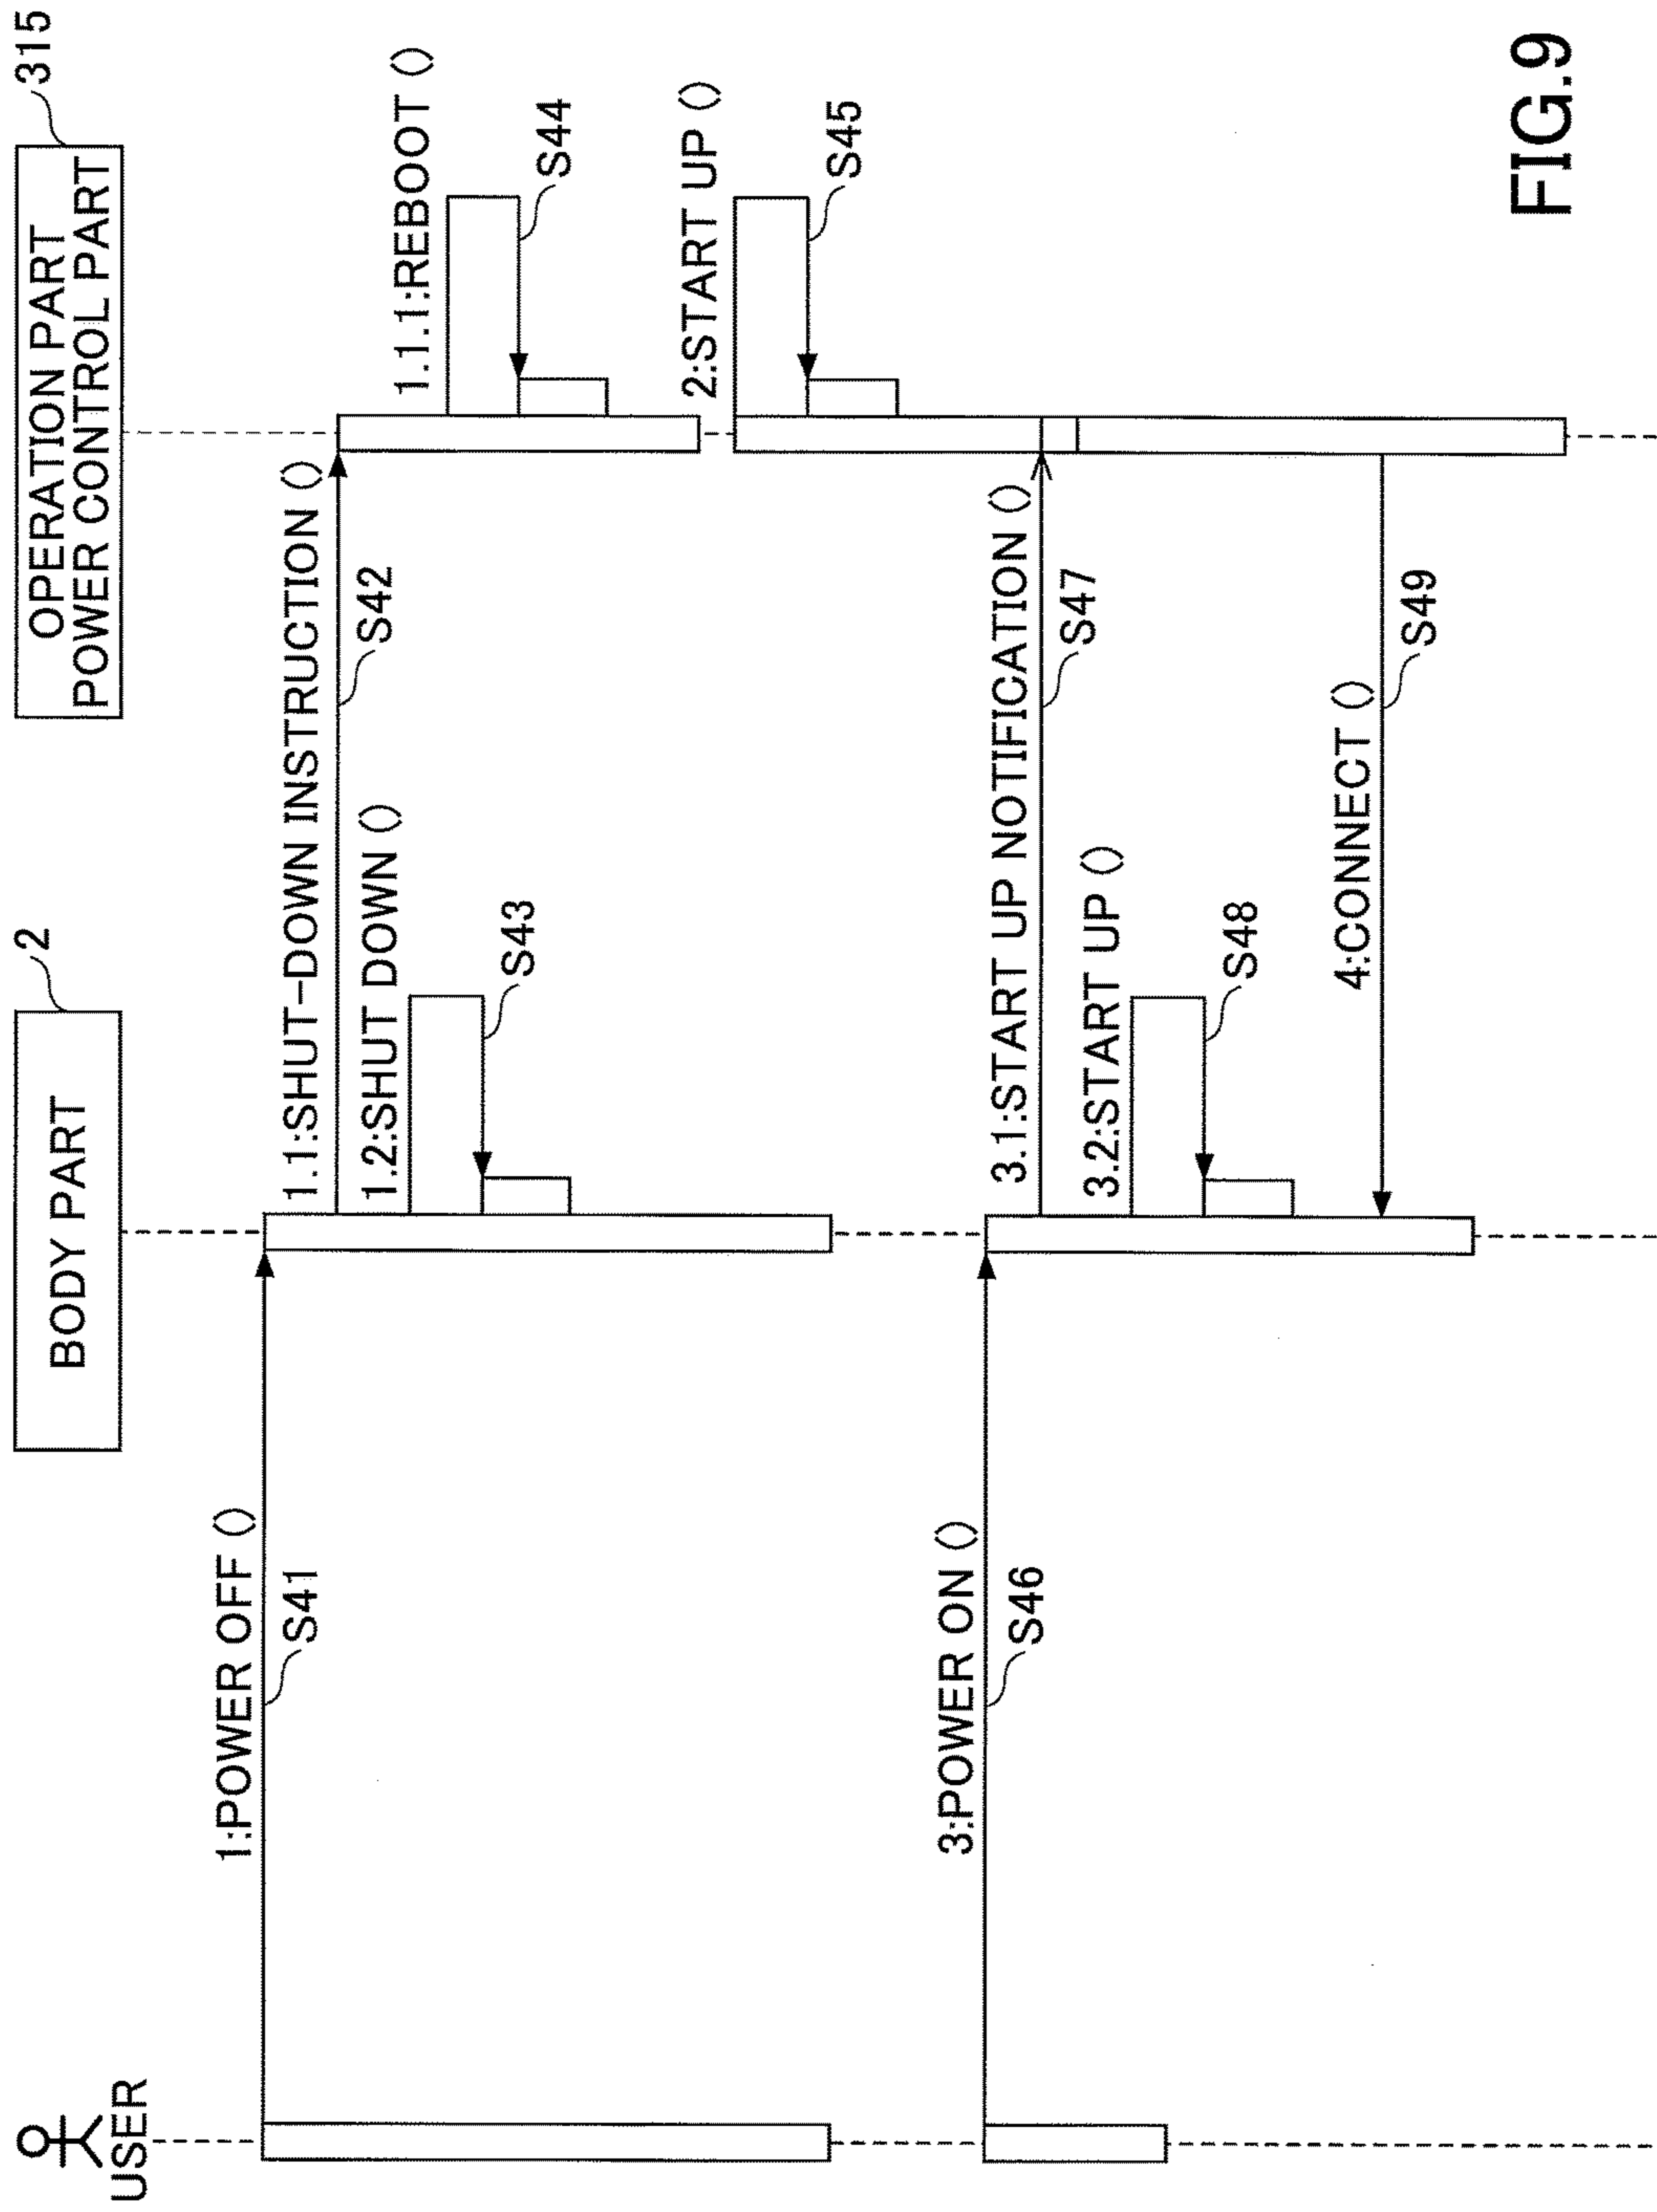 USER
BODY PART
2
OPERATION PART
POWER CONTROL PART
315
1:POWER OFF ()
S41
1.1:SHUT-DOWN INSTRUCTION ()
S42
1.2:SHUT DOWN ()
S43
1.1.1:REBOOT ()
S44
2:START UP ()
S45
3:POWER ON ()
S46
3.1:START UP NOTIFICATION ()
S47
3.2:START UP ()
S48
4:CONNECT ()
S49
FIG.9